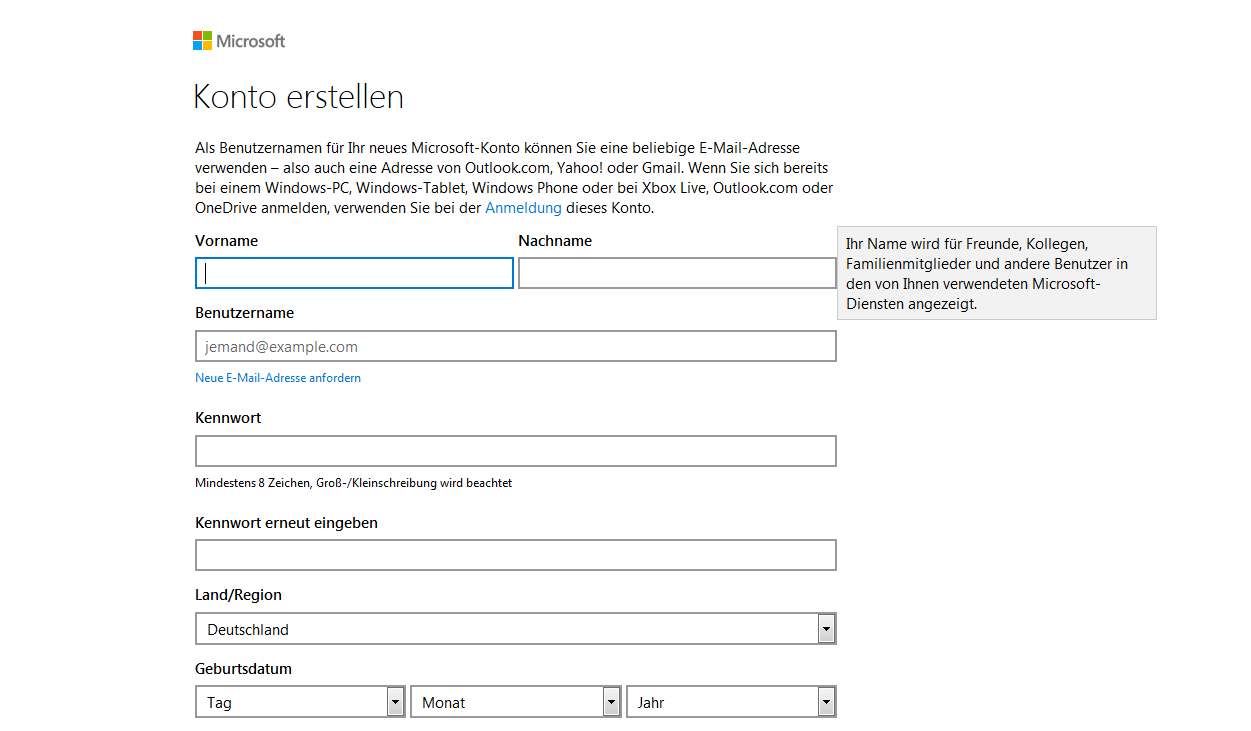 Microsoft
Konto erstellen
Als Benutzernamen für Ihr neues Microsoft-Konto können Sie eine beliebige E-Mail-Adresse
verwenden – also auch eine Adresse von Outlook.com, Yahoo! oder Gmail. Wenn Sie sich bereits
bei einem Windows-PC, Windows-Tablet, Windows Phone oder bei Xbox Live, Outlook.com oder
OneDrive anmelden, verwenden Sie bei der Anmeldung dieses Konto.
Vorname Nachname
Ihr Name wird für Freunde, Kollegen,
Familienmitglieder und andere Benutzer in
den von Ihnen verwendeten Microsoft-
Diensten angezeigt.
Benutzername
jemand@example.com
Neue E-Mail-Adresse anfordern
Kennwort
Mindestens 8 Zeichen, Groß-/Kleinschreibung wird beachtet
Kennwort erneut eingeben
Land/Region
Deutschland
Geburtsdatum
Tag Monat Jahr